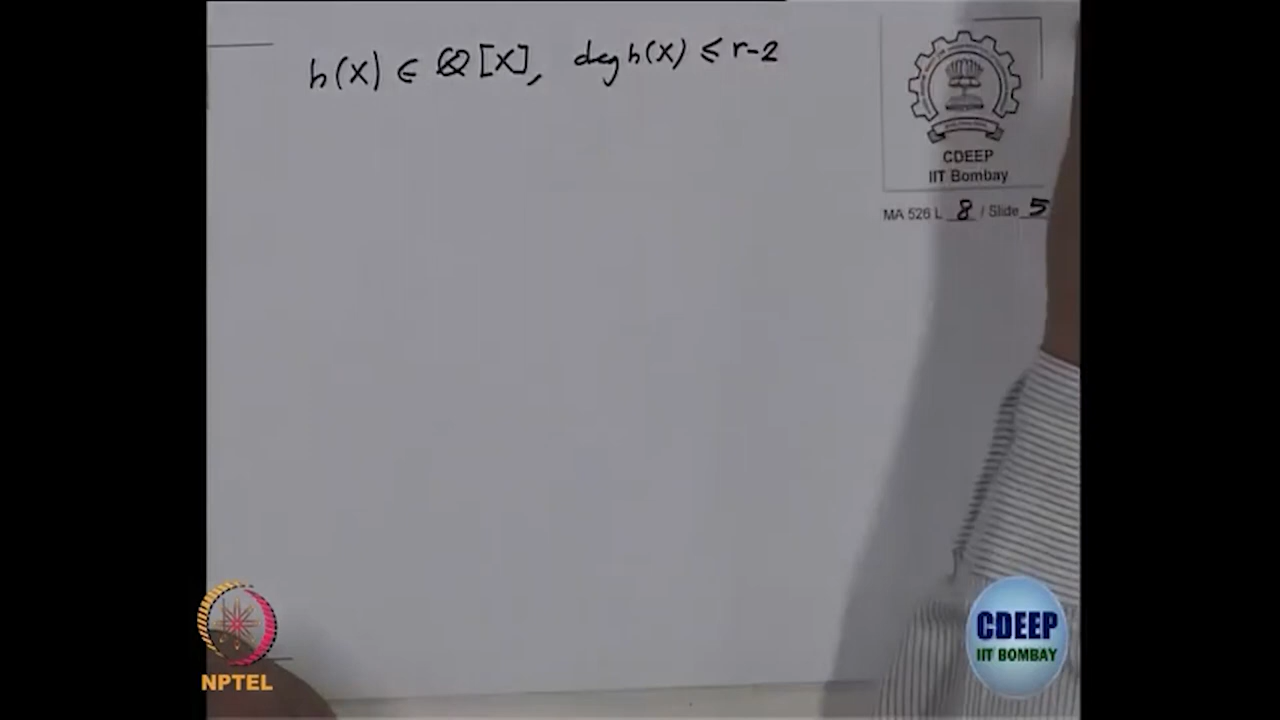 h(X) ∈ ℚ[X], deg h(X) ≤ r-2
CDEEP
IIT Bombay
MA 526 L 8 / Slide 5
NPTEL
CDEEP
IIT BOMBAY